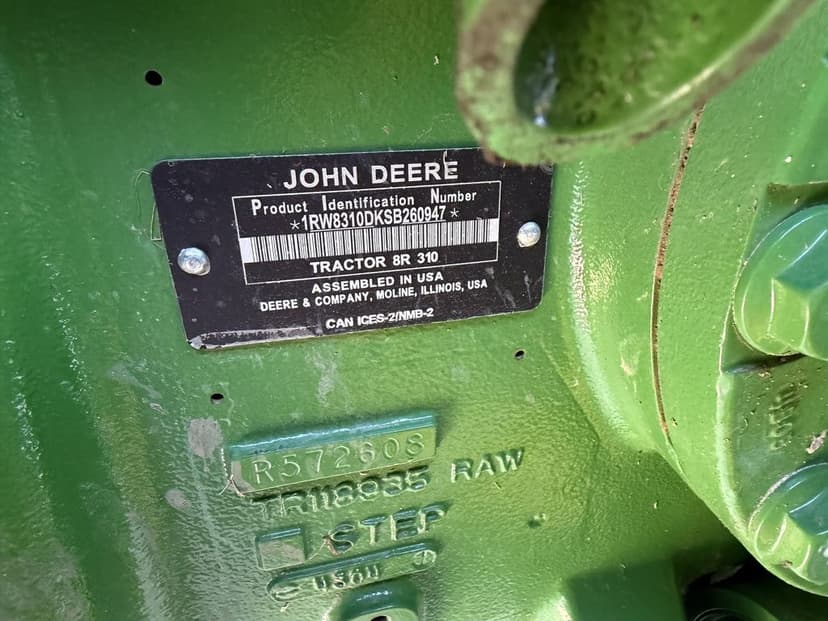 JOHN DEERE
Product Identification Number
*1RW8310DKSB260947*
TRACTOR 8R 310
ASSEMBLED IN USA
DEERE & COMPANY, MOLINE, ILLINOIS, USA
CAN ICES-2/NMB-2
R572608
TR118985 RAW
STEP